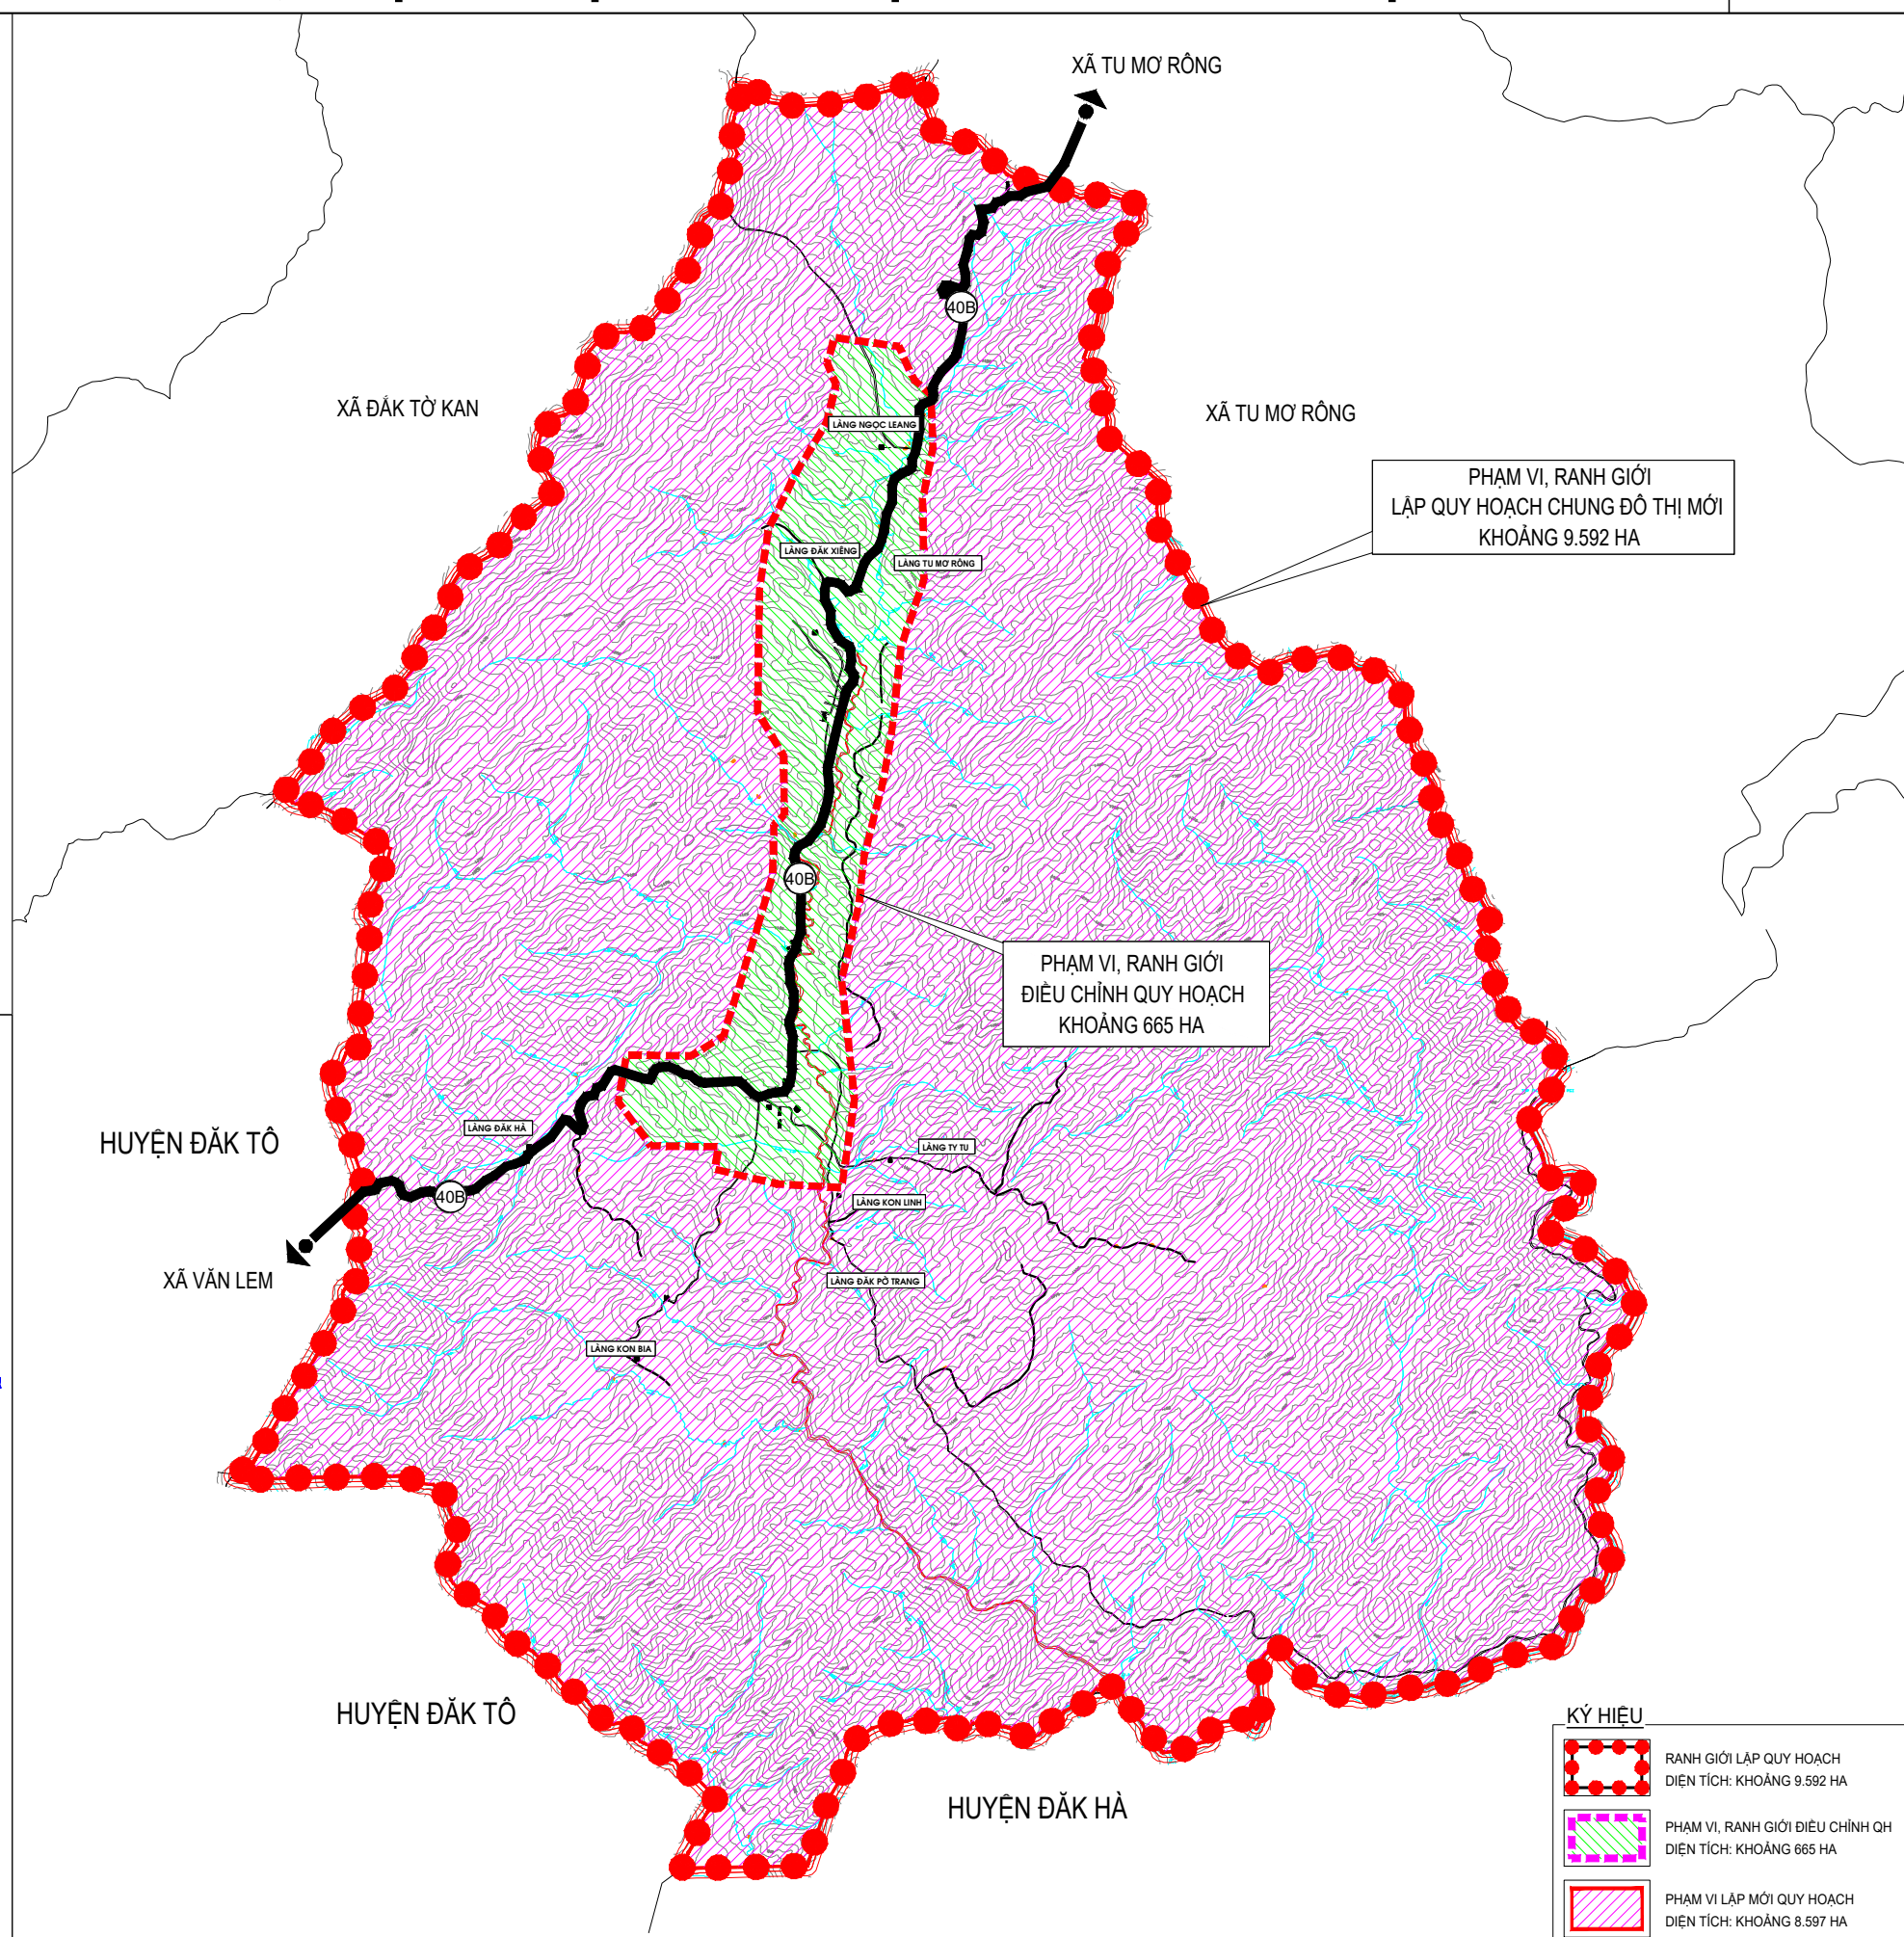 XÃ TU MƠ RÔNG
40B
XÃ ĐẮK TỜ KAN
XÃ TU MƠ RÔNG
LÀNG NGỌC LEANG
PHẠM VI, RANH GIỚI
LẬP QUY HOẠCH CHUNG ĐÔ THỊ MỚI
KHOẢNG 9.592 HA
LÀNG ĐĂK XIÊNG
LÀNG TU MƠ RÔNG
40B
PHẠM VI, RANH GIỚI
ĐIỀU CHỈNH QUY HOẠCH
KHOẢNG 665 HA
HUYỆN ĐĂK TÔ
LÀNG ĐĂK HÀ
LÀNG TY TU
40B
LÀNG KON LINH
XÃ VĂN LEM
LÀNG ĐĂK PỜ TRANG
LÀNG KON BIA
HUYỆN ĐĂK TÔ
HUYỆN ĐĂK HÀ
KÝ HIỆU
RANH GIỚI LẬP QUY HOẠCH
DIỆN TÍCH: KHOẢNG 9.592 HA
PHẠM VI, RANH GIỚI ĐIỀU CHỈNH QH
DIỆN TÍCH: KHOẢNG 665 HA
PHẠM VI LẬP MỚI QUY HOẠCH
DIỆN TÍCH: KHOẢNG 8.597 HA